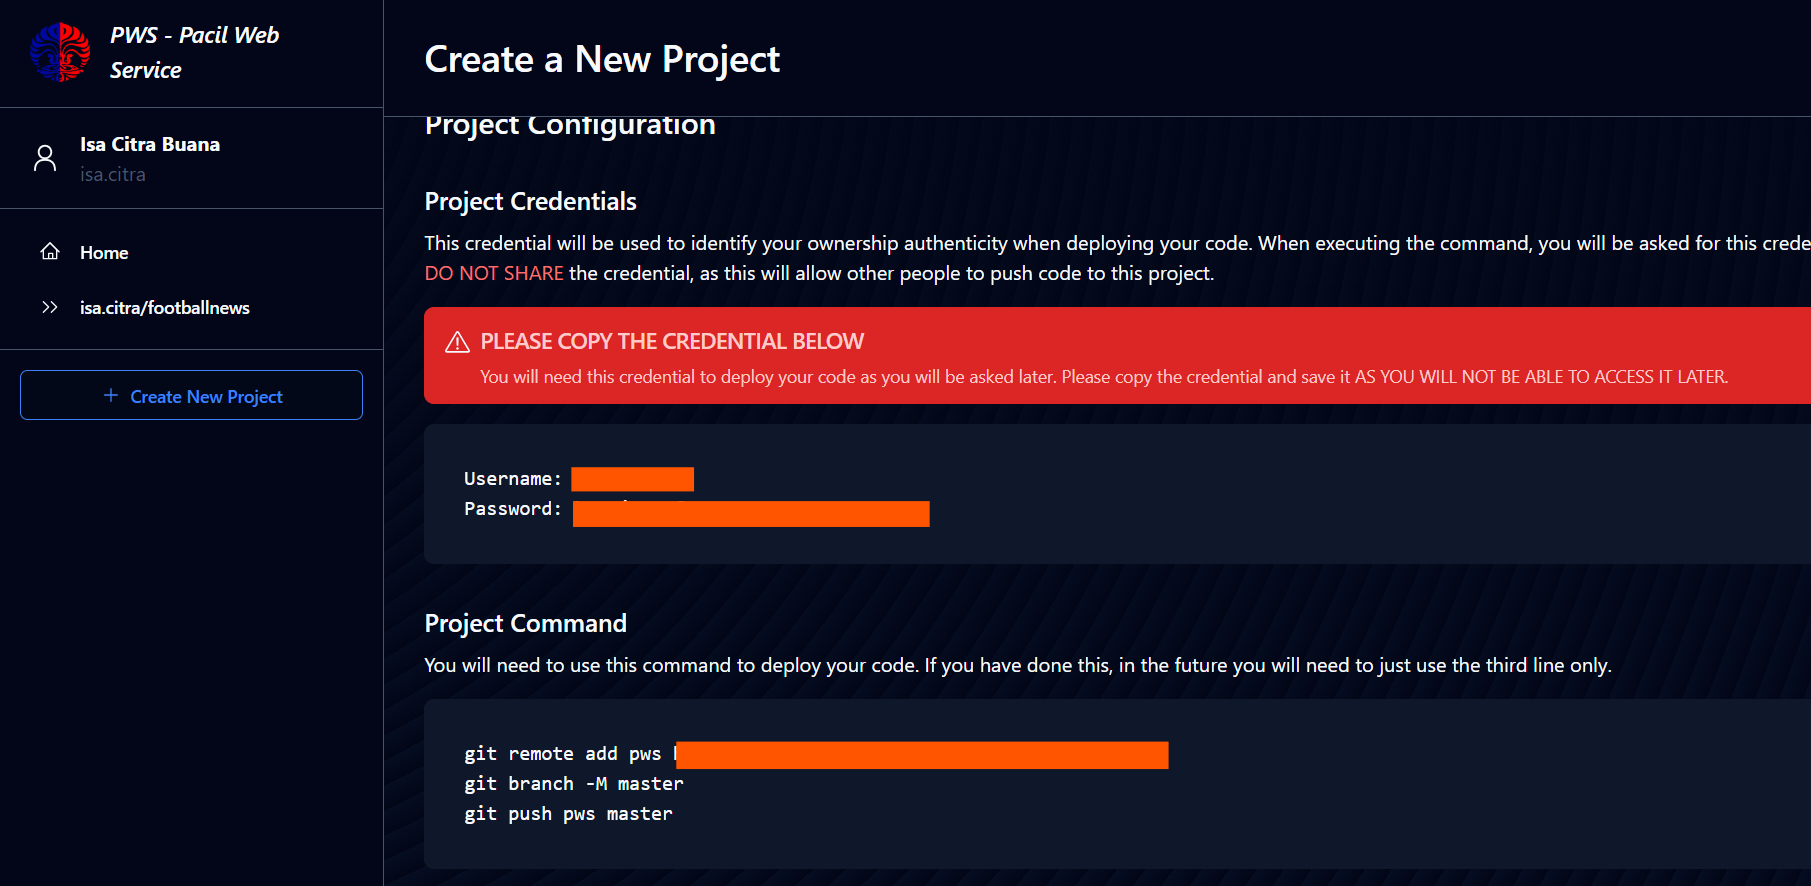 PWS - Pacil Web
Service
Isa Citra Buana
isa.citra
Home
isa.citra/footballnews
Create New Project
Create a New Project
Project Configuration
Project Credentials
This credential will be used to identify your ownership authenticity when deploying your code. When executing the command, you will be asked for this crede
DO NOT SHARE the credential, as this will allow other people to push code to this project.
PLEASE COPY THE CREDENTIAL BELOW
You will need this credential to deploy your code as you will be asked later. Please copy the credential and save it AS YOU WILL NOT BE ABLE TO ACCESS IT LATER.
Username:
Password:
Project Command
You will need to use this command to deploy your code. If you have done this, in the future you will need to just use the third line only.
git remote add pws
git branch -M master
git push pws master